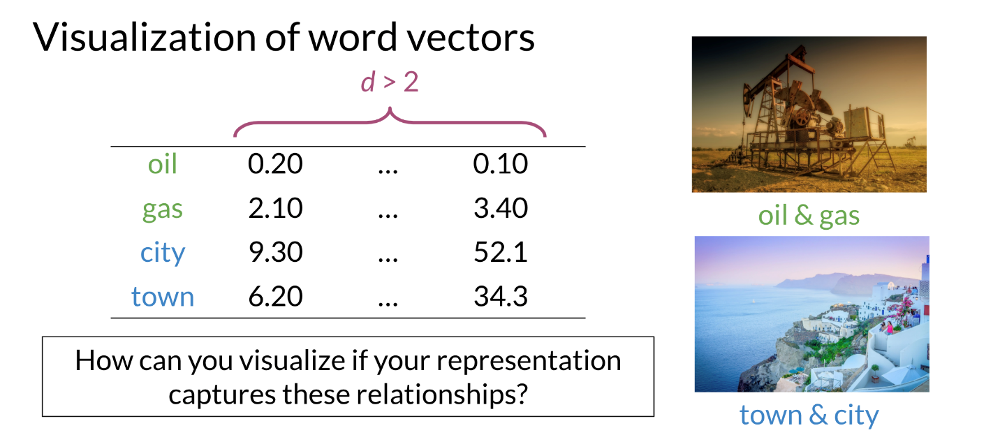 Visualization of word vectors
d > 2
oil 0.20 ... 0.10
gas 2.10 ... 3.40
city 9.30 ... 52.1
town 6.20 ... 34.3
How can you visualize if your representation
captures these relationships?
oil & gas
town & city